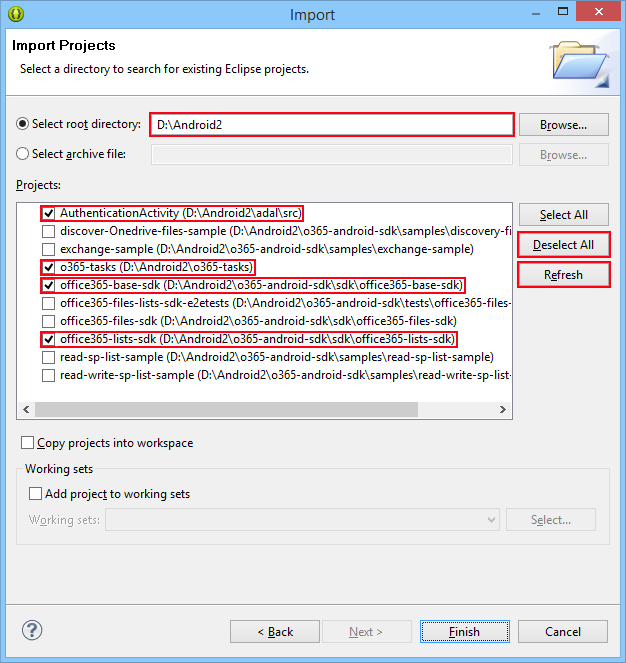 Import
Import Projects
Select a directory to search for existing Eclipse projects.
Select root directory: D:\Android2 Browse...
Select archive file: Browse...
Projects:
AuthenticationActivity (D:\Android2\adal\src)
discover-Onedrive-files-sample (D:\Android2\o365-android-sdk\samples\discovery-fi
exchange-sample (D:\Android2\o365-android-sdk\samples\exchange-sample)
o365-tasks (D:\Android2\o365-tasks)
office365-base-sdk (D:\Android2\o365-android-sdk\sdk\office365-base-sdk)
office365-files-lists-sdk-e2etests (D:\Android2\o365-android-sdk\tests\office365-files-
office365-files-sdk (D:\Android2\o365-android-sdk\sdk\office365-files-sdk)
office365-lists-sdk (D:\Android2\o365-android-sdk\sdk\office365-lists-sdk)
read-sp-list-sample (D:\Android2\o365-android-sdk\samples\read-sp-list-sample)
read-write-sp-list-sample (D:\Android2\o365-android-sdk\samples\read-write-sp-list
Select All
Deselect All
Refresh
Copy projects into workspace
Working sets
Add project to working sets
Working sets: Select...
? < Back Next > Finish Cancel